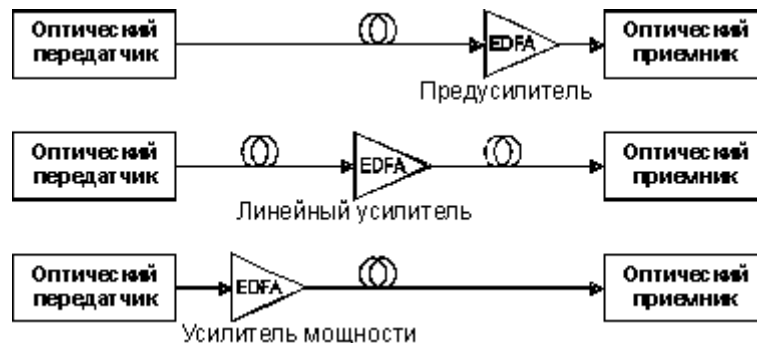 Оптический
передатчик
EDFA
Оптический
приемник
Предусилитель
Оптический
передатчик
EDFA
Оптический
приемник
Линейный усилитель
Оптический
передатчик
EDFA
Оптический
приемник
Усилитель мощности